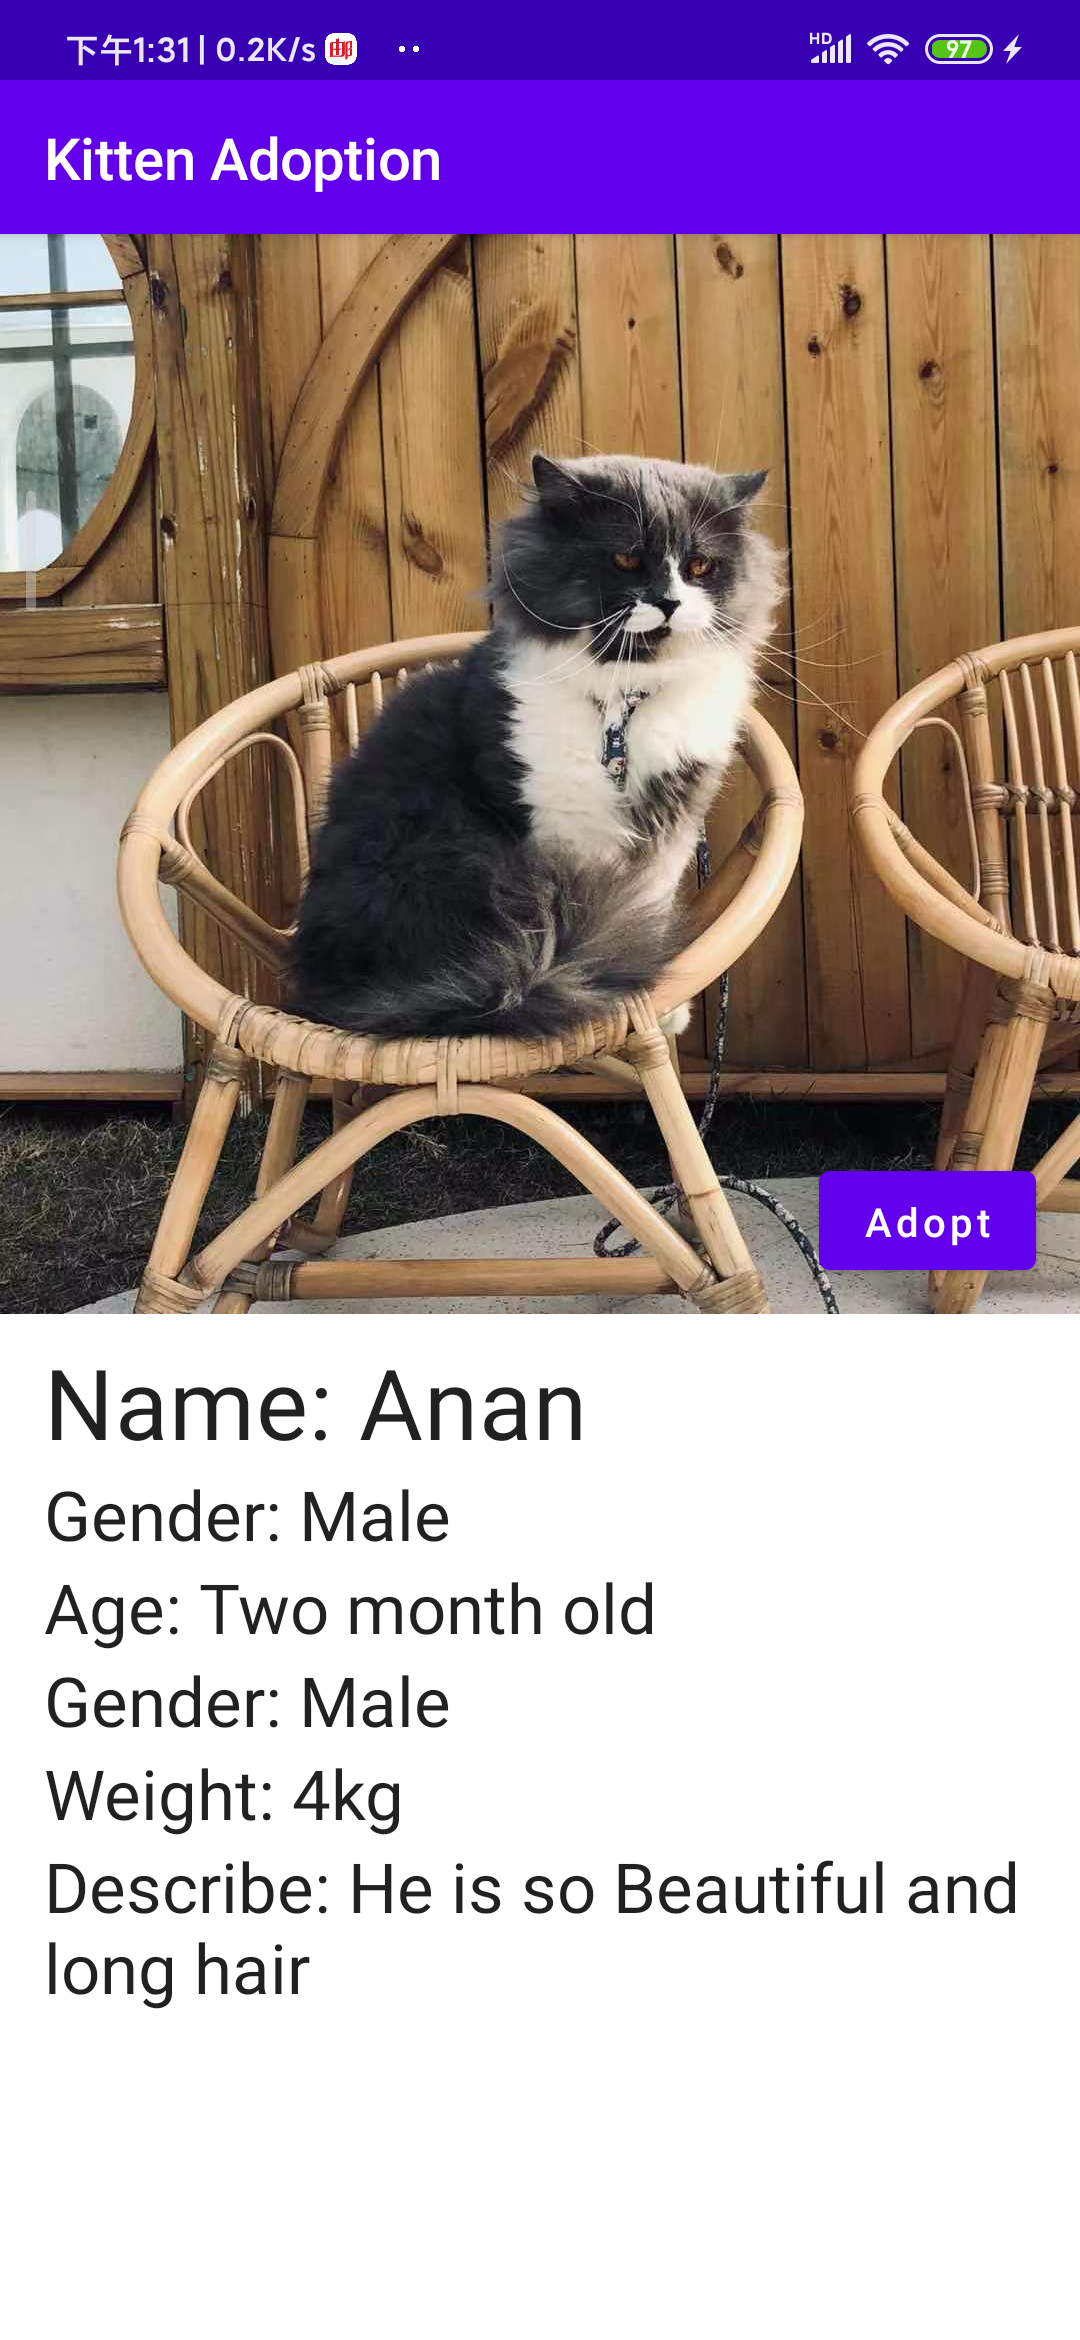 下午1:31 | 0.2K/s 邮 ··
HD 97
Kitten Adoption
Adopt
Name: Anan
Gender: Male
Age: Two month old
Gender: Male
Weight: 4kg
Describe: He is so Beautiful and
long hair